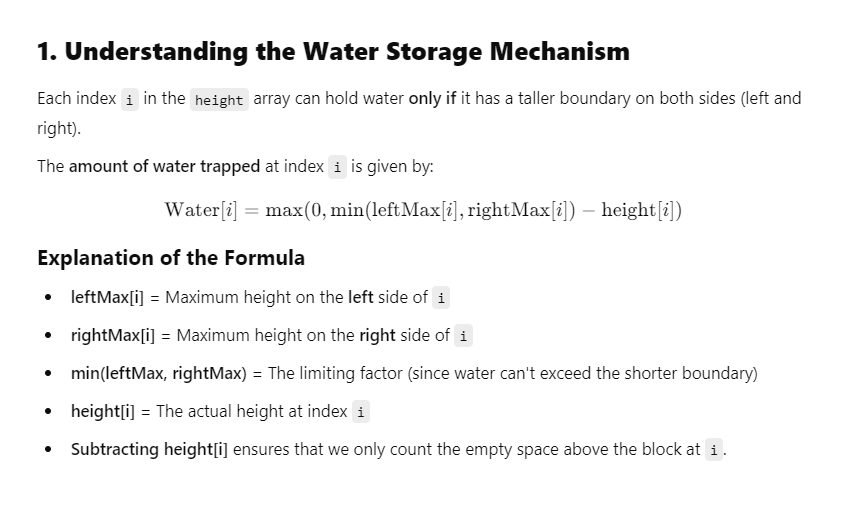 1. Understanding the Water Storage Mechanism
Each index i in the height array can hold water only if it has a taller boundary on both sides (left and
right).
The amount of water trapped at index i is given by:
Water[i] = max(0, min(leftMax[i], rightMax[i]) − height[i])
Explanation of the Formula
• leftMax[i] = Maximum height on the left side of i
• rightMax[i] = Maximum height on the right side of i
• min(leftMax, rightMax) = The limiting factor (since water can't exceed the shorter boundary)
• height[i] = The actual height at index i
• Subtracting height[i] ensures that we only count the empty space above the block at i.